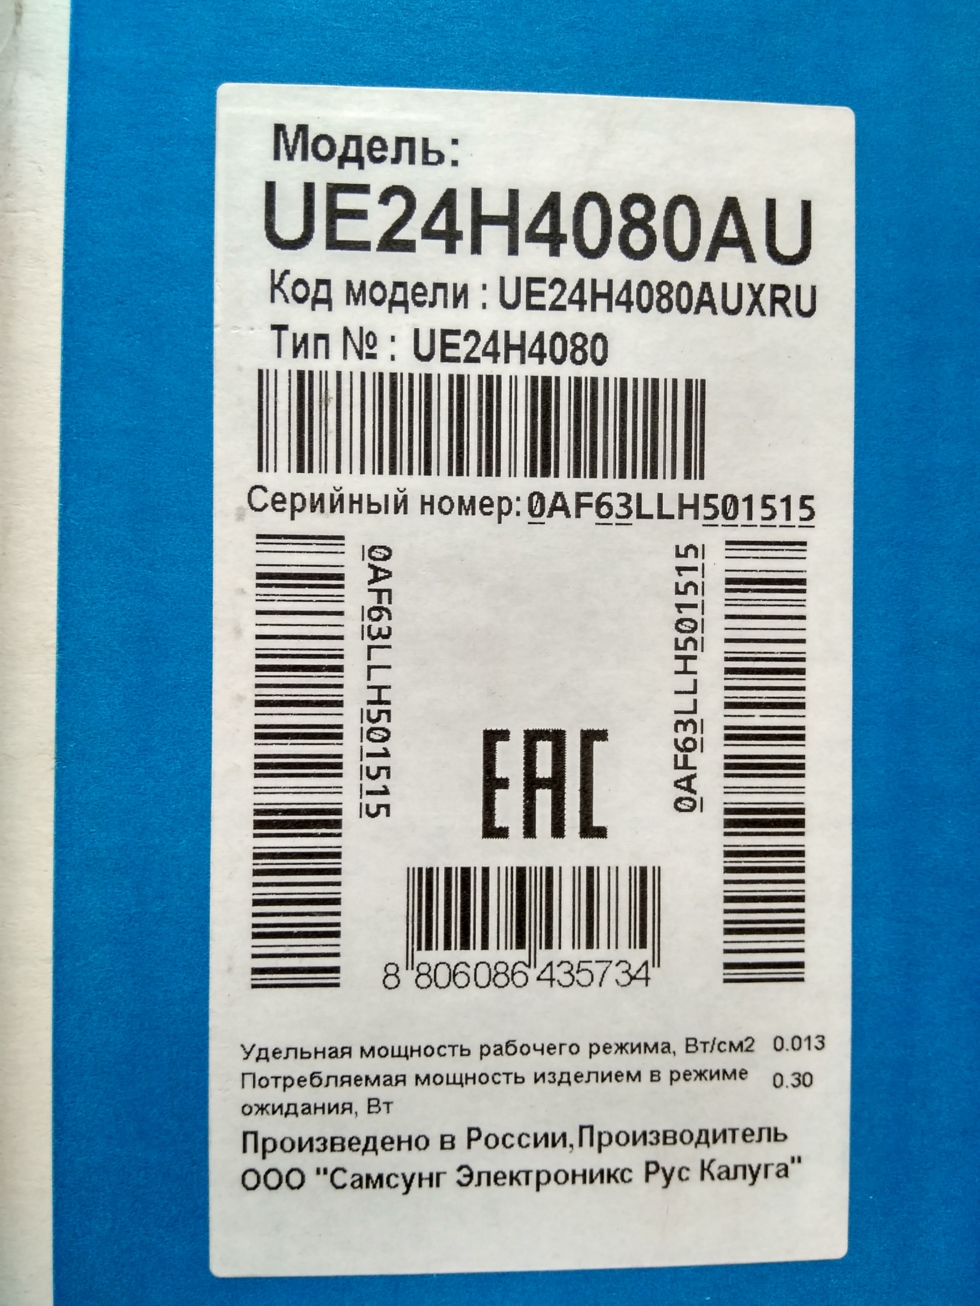 Модель:
UE24H4080AU
Код модели : UE24H4080AUXRU
Тип № : UE24H4080
Серийный номер:0AF63LLH501515
0AF63LLH501515
0AF63LLH501515
EAC
8 806086 435734
Удельная мощность рабочего режима, Вт/см2 0.013
Потребляемая мощность изделием в режиме 0.30
ожидания, Вт
Произведено в России,Производитель
ООО "Самсунг Электроникс Рус Калуга"